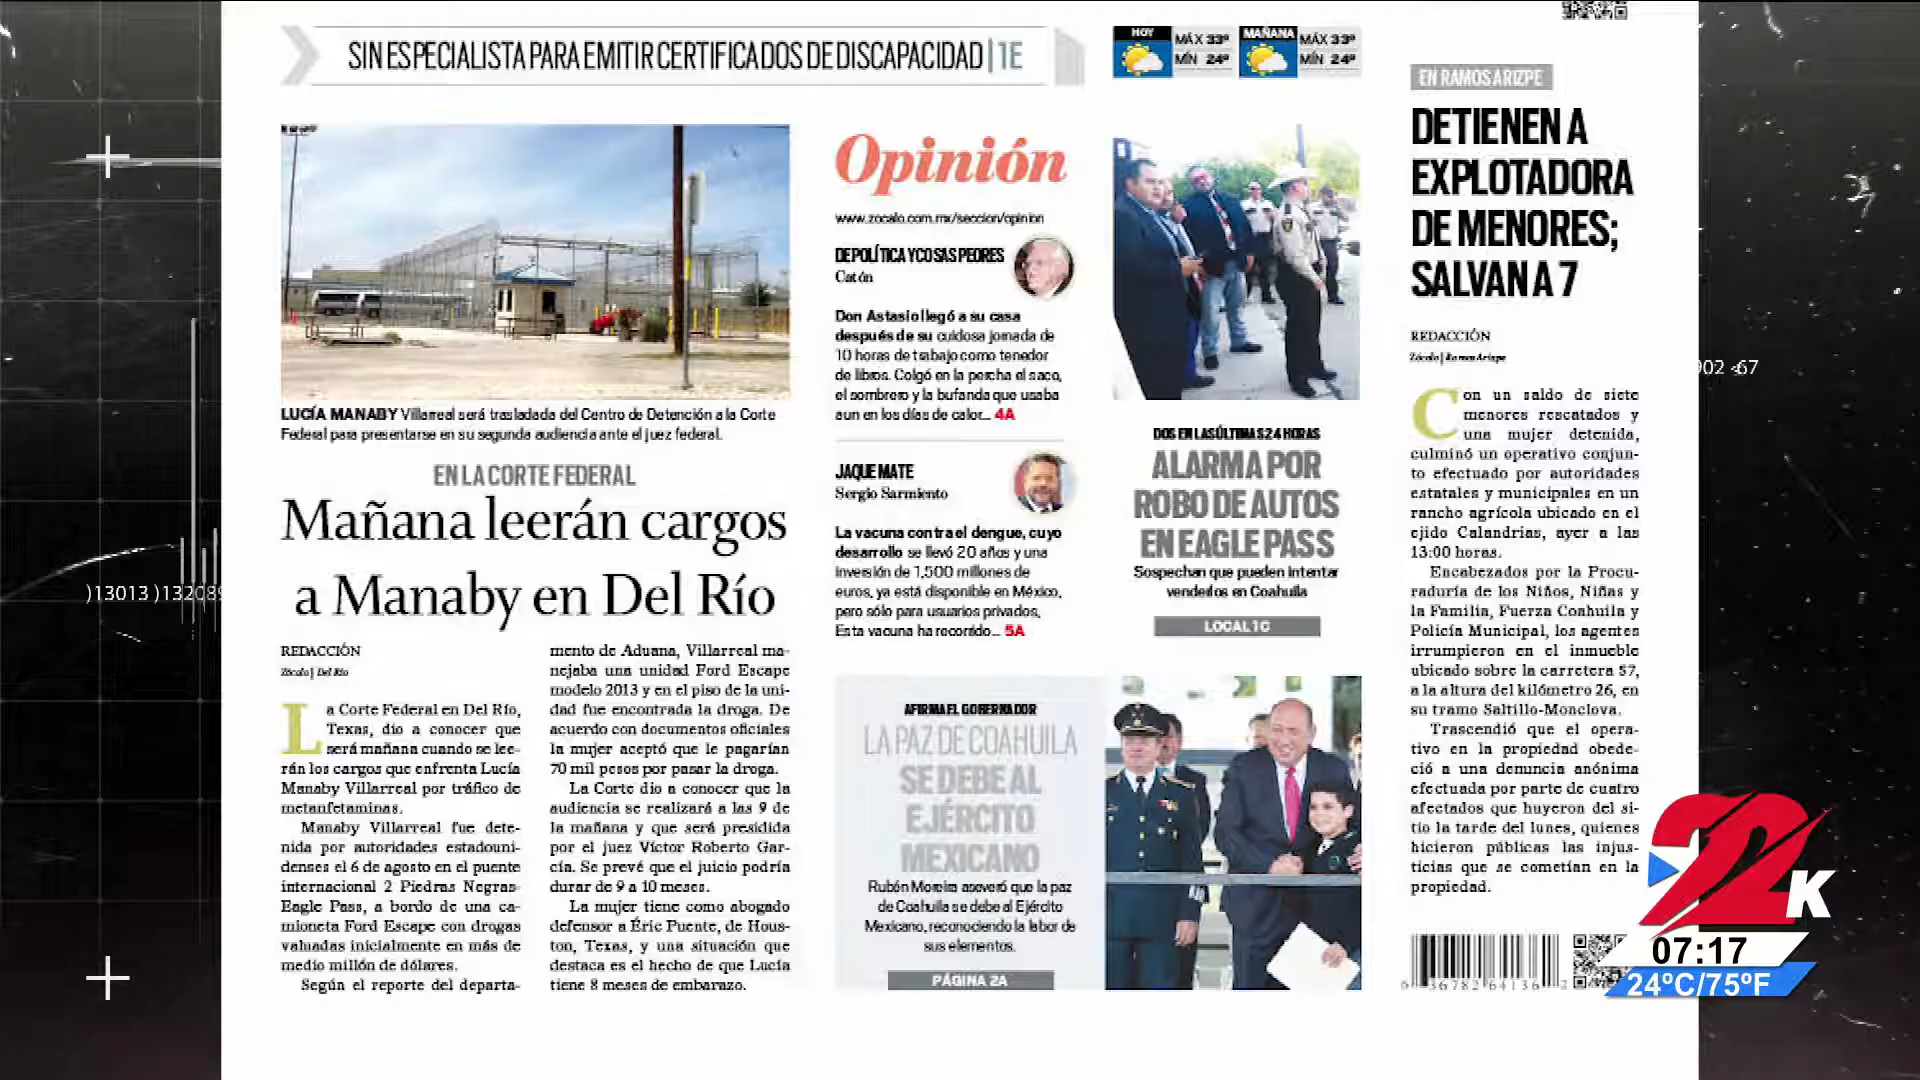 SIN ESPECIALISTA PARA EMITIR CERTIFICADOS DE DISCAPACIDAD | 1E
HOY
MÁX 33º
MÍN 24º
MAÑANA
MÁX 33º
MÍN 24º
LUCÍA MANABY Villarreal será trasladada del Centro de Detención a la Corte
Federal para presentarse en su segunda audiencia ante el juez federal.
EN LA CORTE FEDERAL
Mañana leerán cargos
a Manaby en Del Río
REDACCIÓN
Zócalo | Del Río
La Corte Federal en Del Río,
Texas, dio a conocer que
será mañana cuando se lee-
rán los cargos que enfrenta Lucía
Manaby Villarreal por tráfico de
metanfetaminas.
Manaby Villarreal fue dete-
nida por autoridades estadouni-
denses el 6 de agosto en el puente
internacional 2 Piedras Negras-
Eagle Pass, a bordo de una ca-
mioneta Ford Escape con drogas
valuadas inicialmente en más de
medio millón de dólares.
Según el reporte del departa-
mento de Aduana, Villarreal ma-
nejaba una unidad Ford Escape
modelo 2013 y en el piso de la uni-
dad fue encontrada la droga. De
acuerdo con documentos oficiales
la mujer aceptó que le pagarían
70 mil pesos por pasar la droga.
La Corte dio a conocer que la
audiencia se realizará a las 9 de
la mañana y que será presidida
por el juez Víctor Roberto Gar-
cía. Se prevé que el juicio podría
durar de 9 a 10 meses.
La mujer tiene como abogado
defensor a Éric Puente, de Hous-
ton, Texas, y una situación que
destaca es el hecho de que Lucía
tiene 8 meses de embarazo.
Opinión
www.zocalo.com.mx/seccion/opinion
DE POLÍTICA Y COSAS PEORES
Catón
Don Astasio llegó a su casa
después de su cuidosa jornada de
10 horas de trabajo como tenedor
de libros. Colgó en la percha el saco,
el sombrero y la bufanda que usaba
aun en los días de calor... 4A
JAQUE MATE
Sergio Sarmiento
La vacuna contra el dengue, cuyo
desarrollo se llevó 20 años y una
inversión de 1,500 millones de
euros, ya está disponible en México,
pero sólo para usuarios privados.
Esta vacuna ha recorrido... 5A
DOS EN LAS ÚLTIMAS 24 HORAS
ALARMA POR
ROBO DE AUTOS
EN EAGLE PASS
Sospechan que pueden intentar
venderlos en Coahuila
LOCAL 1C
AFIRMA EL GOBERNADOR
LA PAZ DE COAHUILA
SE DEBE AL
EJÉRCITO
MEXICANO
Rubén Moreira aseveró que la paz
de Coahuila se debe al Ejército
Mexicano, reconociendo la labor de
sus elementos.
PÁGINA 2A
EN RAMOS ARIZPE
DETIENEN A
EXPLOTADORA
DE MENORES;
SALVAN A 7
REDACCIÓN
Zócalo | Ramos Arizpe
Con un saldo de siete
menores rescatados y
una mujer detenida,
culminó un operativo conjun-
to efectuado por autoridades
estatales y municipales en un
rancho agrícola ubicado en el
ejido Calandrias, ayer a las
13:00 horas.
Encabezados por la Procu-
raduría de los Niños, Niñas y
la Familia, Fuerza Coahuila y
Policía Municipal, los agentes
irrumpieron en el inmueble
ubicado sobre la carretera 57,
a la altura del kilómetro 26, en
su tramo Saltillo-Monclova.
Trascendió que el opera-
tivo en la propiedad obede-
ció a una denuncia anónima
efectuada por parte de cuatro
afectados que huyeron del si-
tio la tarde del lunes, quienes
hicieron públicas las injus-
ticias que se cometían en la
propiedad.
22
K
07:17
24ºC/75ºF
)13013 )132089
902 <67